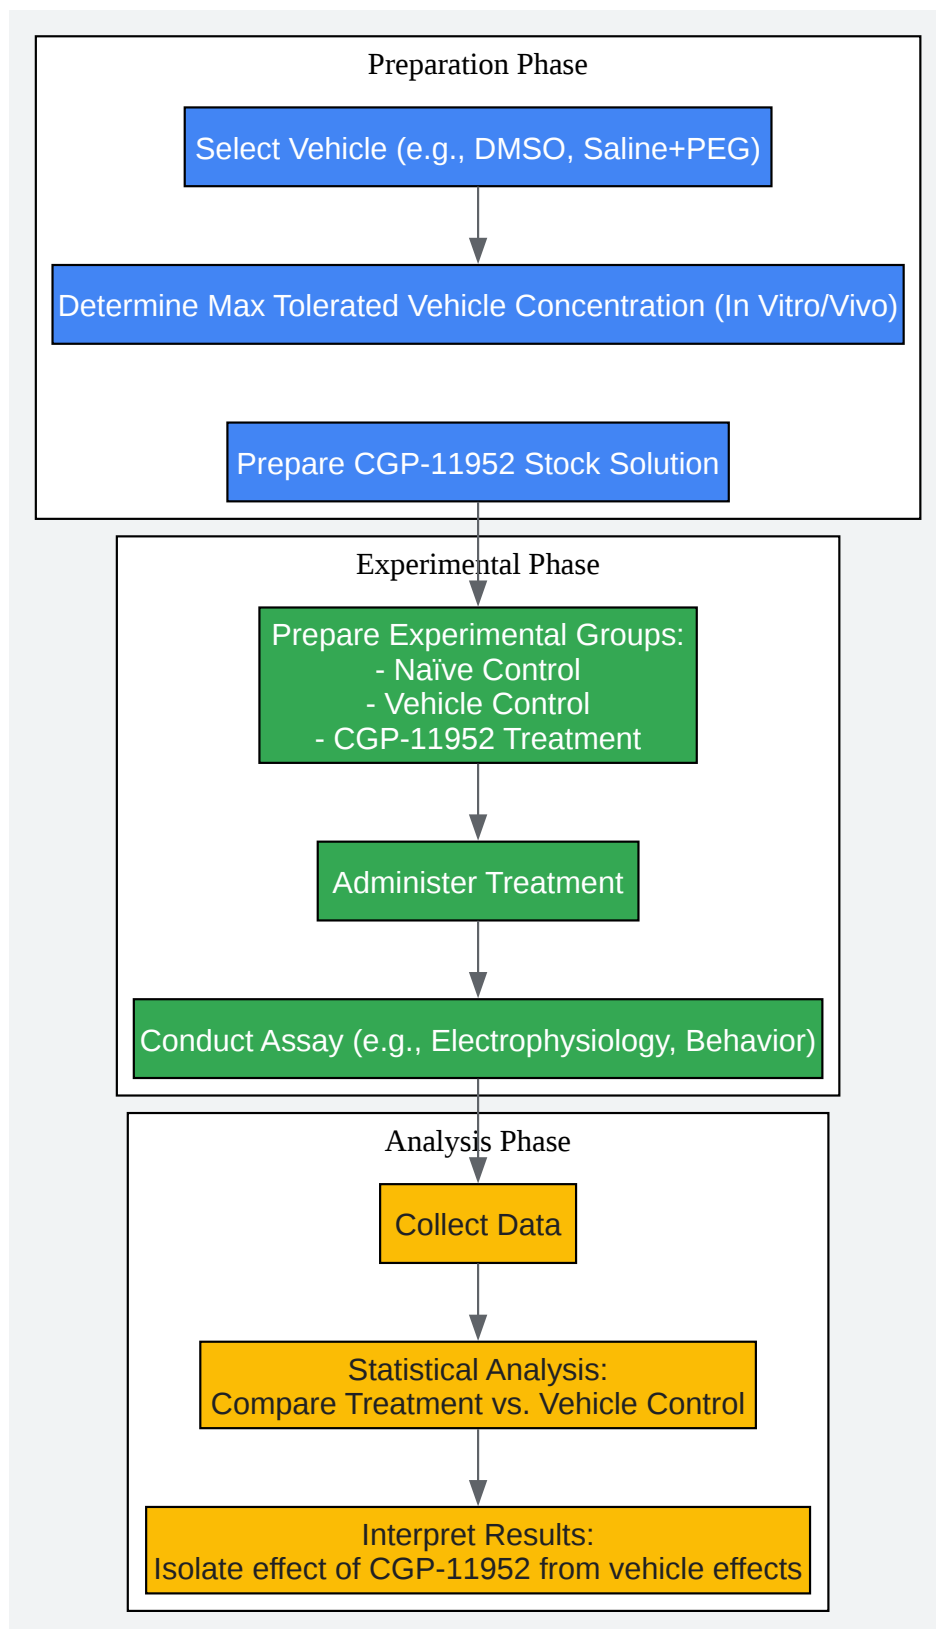 Preparation Phase
Select Vehicle (e.g., DMSO, Saline+PEG)
Determine Max Tolerated Vehicle Concentration (In Vitro/Vivo)
Prepare CGP-11952 Stock Solution
Experimental Phase
Prepare Experimental Groups:
- Naïve Control
- Vehicle Control
- CGP-11952 Treatment
Administer Treatment
Conduct Assay (e.g., Electrophysiology, Behavior)
Analysis Phase
Collect Data
Statistical Analysis:
Compare Treatment vs. Vehicle Control
Interpret Results:
Isolate effect of CGP-11952 from vehicle effects